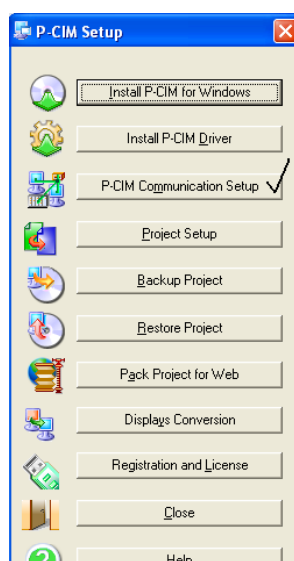 P-CIM Setup
Install P-CIM for Windows
Install P-CIM Driver
P-CIM Communication Setup
Project Setup
Backup Project
Restore Project
Pack Project for Web
Displays Conversion
Registration and License
Close
Help